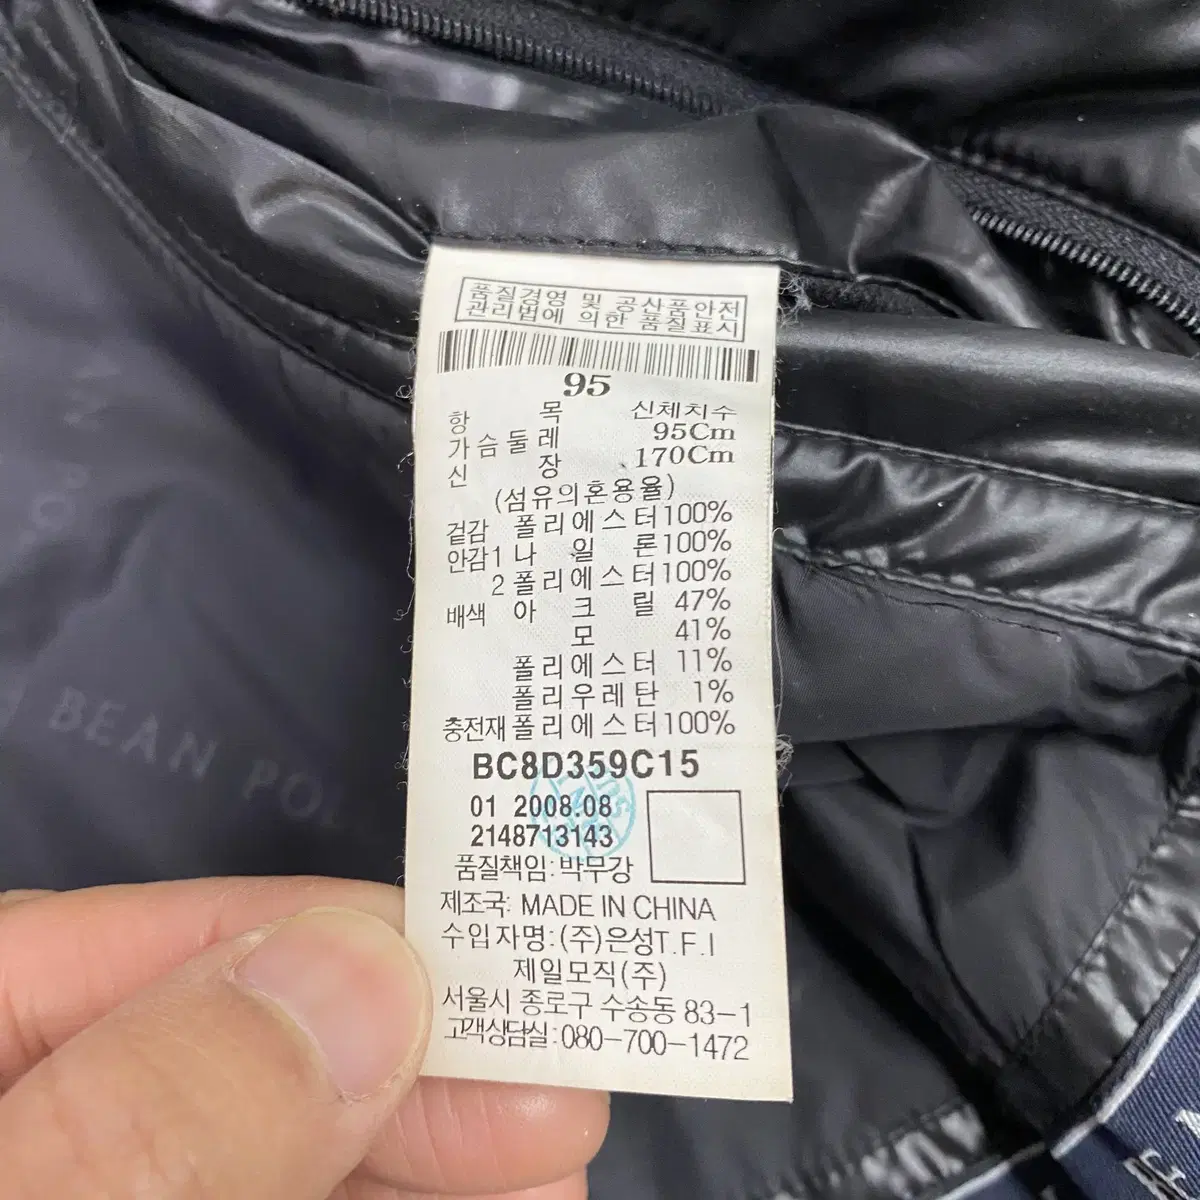 품질경영 및 공산품안전
관리법에 의한 품질표시
95
항 목 신체치수
가슴둘레 95Cm
신 장 170Cm
(섬유의혼용율)
겉감 폴리에스터100%
안감1 나 일 론100%
2 폴리에스터100%
배색 아 크 릴 47%
모 41%
폴리에스터 11%
폴리우레탄 1%
충전재 폴리에스터100%
BC8D359C15
01 2008.08
2148713143
품질책임:박무강
제조국: MADE IN CHINA
수입자명:(주)은성T.F.I
제일모직(주)
서울시 종로구 수송동 83-1
고객상담실:080-700-1472
BEAN POL